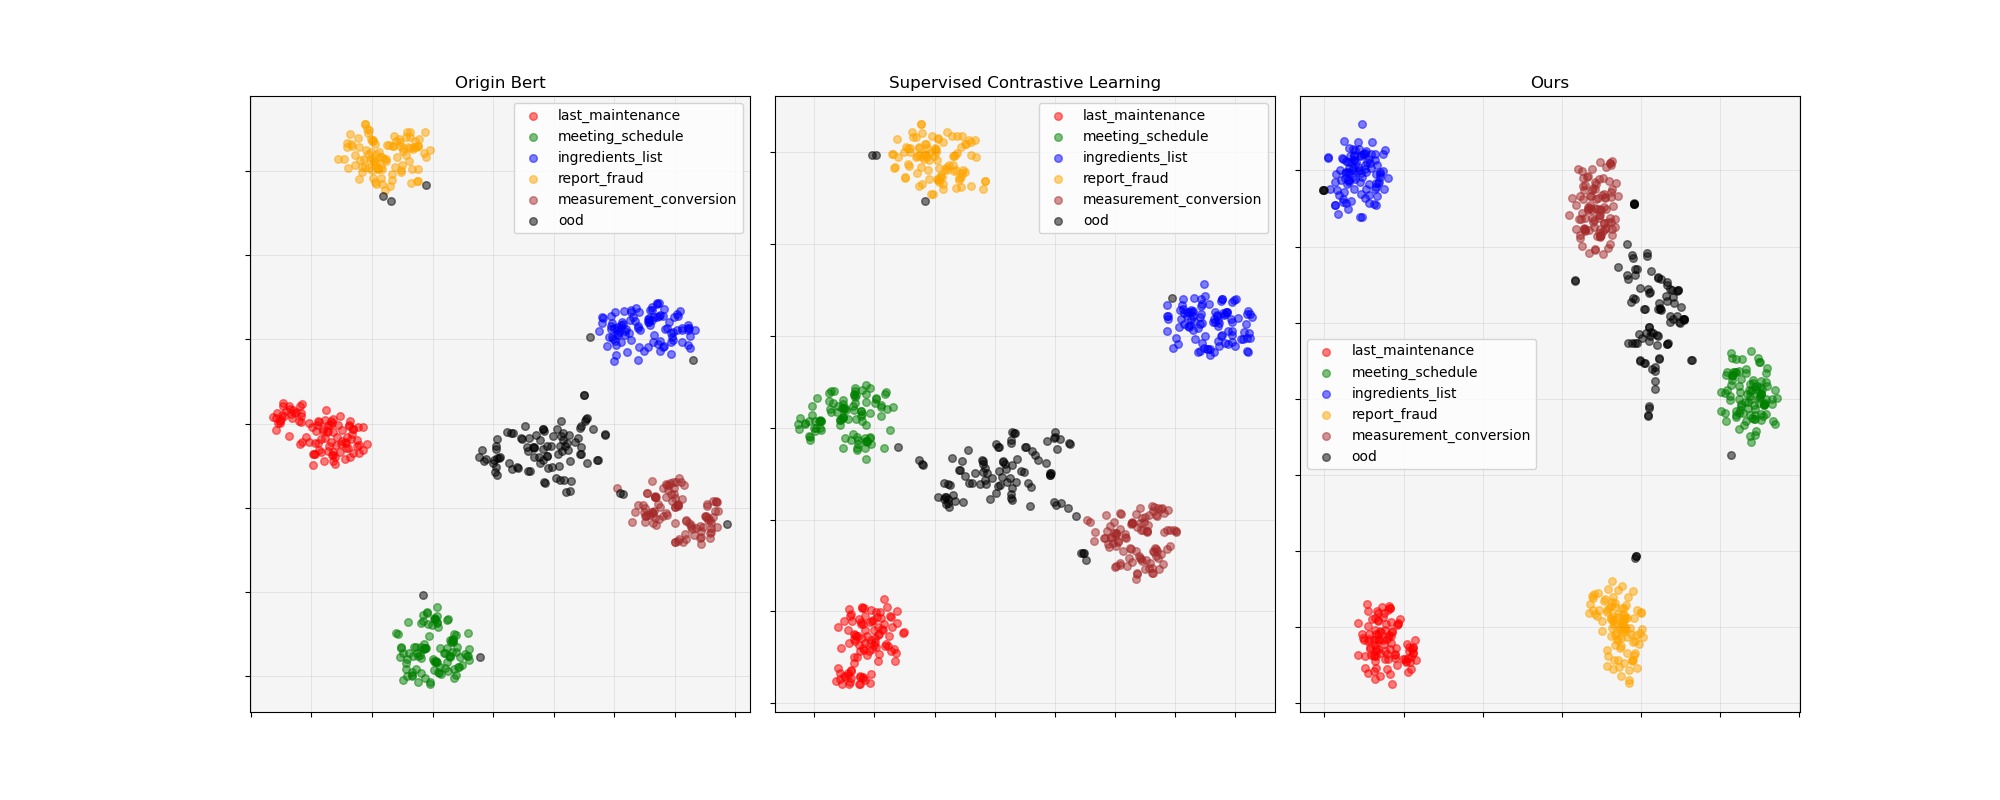 Origin Bert
last_maintenance
meeting_schedule
ingredients_list
report_fraud
measurement_conversion
ood
Supervised Contrastive Learning
last_maintenance
meeting_schedule
ingredients_list
report_fraud
measurement_conversion
ood
Ours
last_maintenance
meeting_schedule
ingredients_list
report_fraud
measurement_conversion
ood